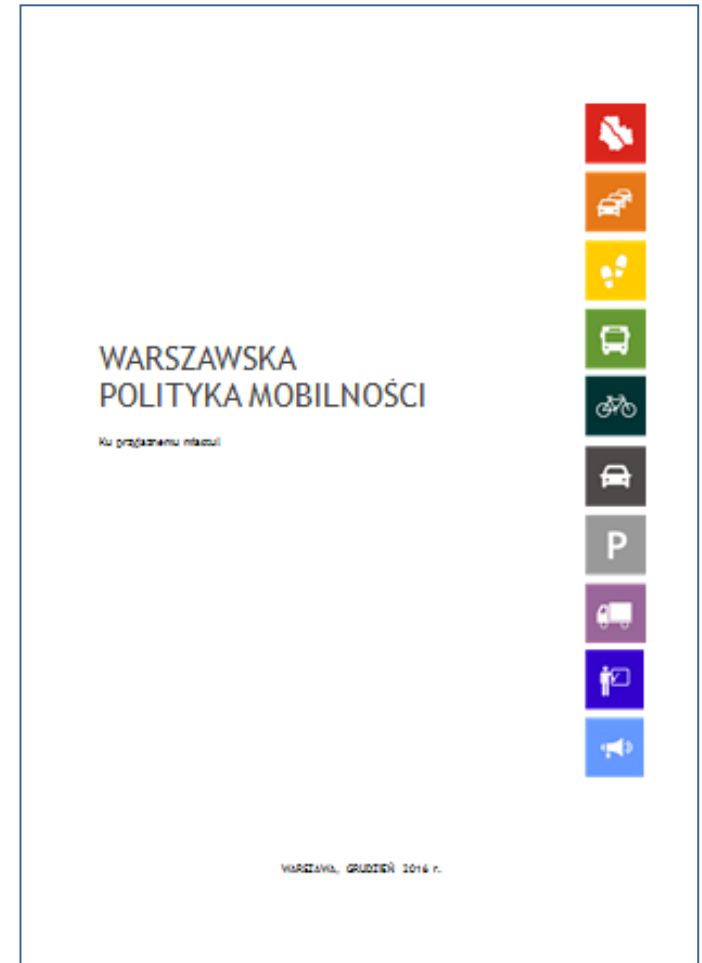 WARSZAWSKA
POLITYKA MOBILNOŚCI
Ku przyjaznemu miastu!
P
WARSZAWA, GRUDZIEŃ 2016 r.